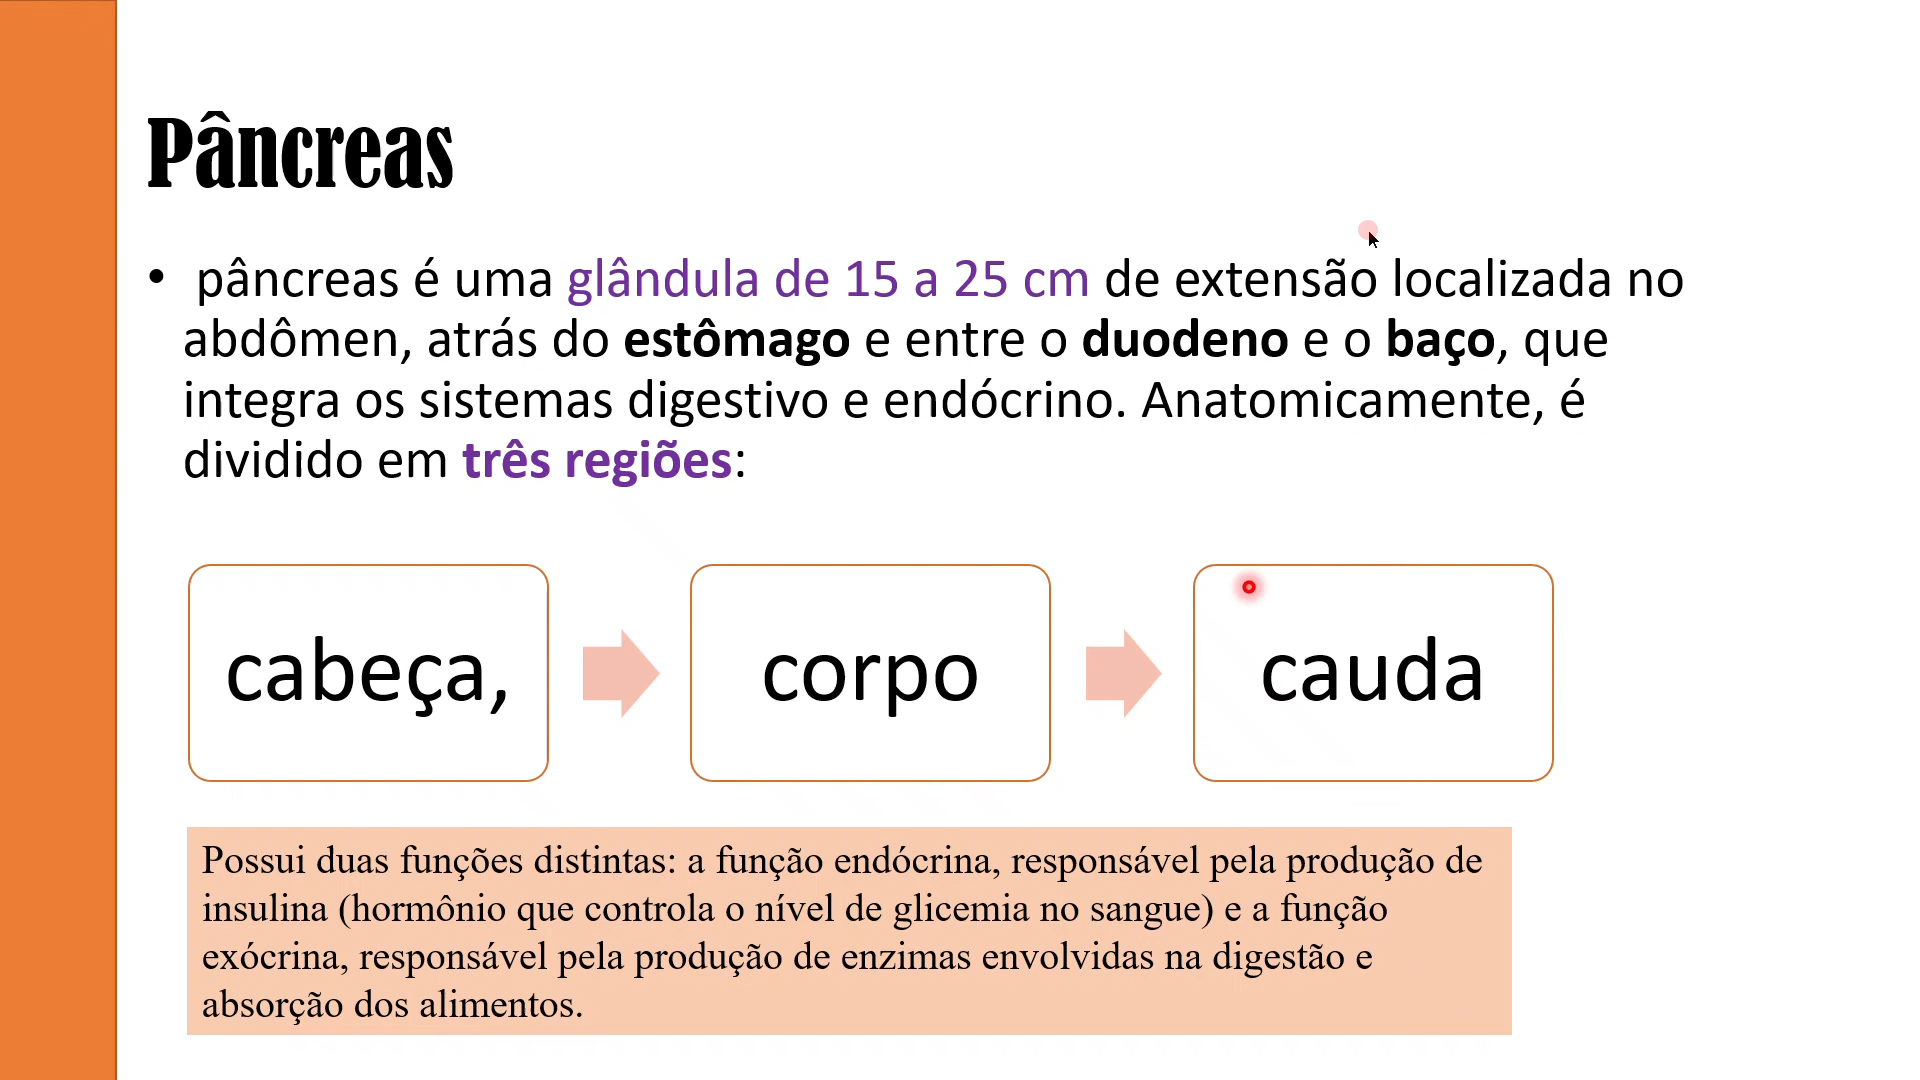 Pâncreas
• pâncreas é uma glândula de 15 a 25 cm de extensão localizada no
abdômen, atrás do estômago e entre o duodeno e o baço, que
integra os sistemas digestivo e endócrino. Anatomicamente, é
dividido em três regiões:
cabeça,
corpo
cauda
Possui duas funções distintas: a função endócrina, responsável pela produção de
insulina (hormônio que controla o nível de glicemia no sangue) e a função
exócrina, responsável pela produção de enzimas envolvidas na digestão e
absorção dos alimentos.